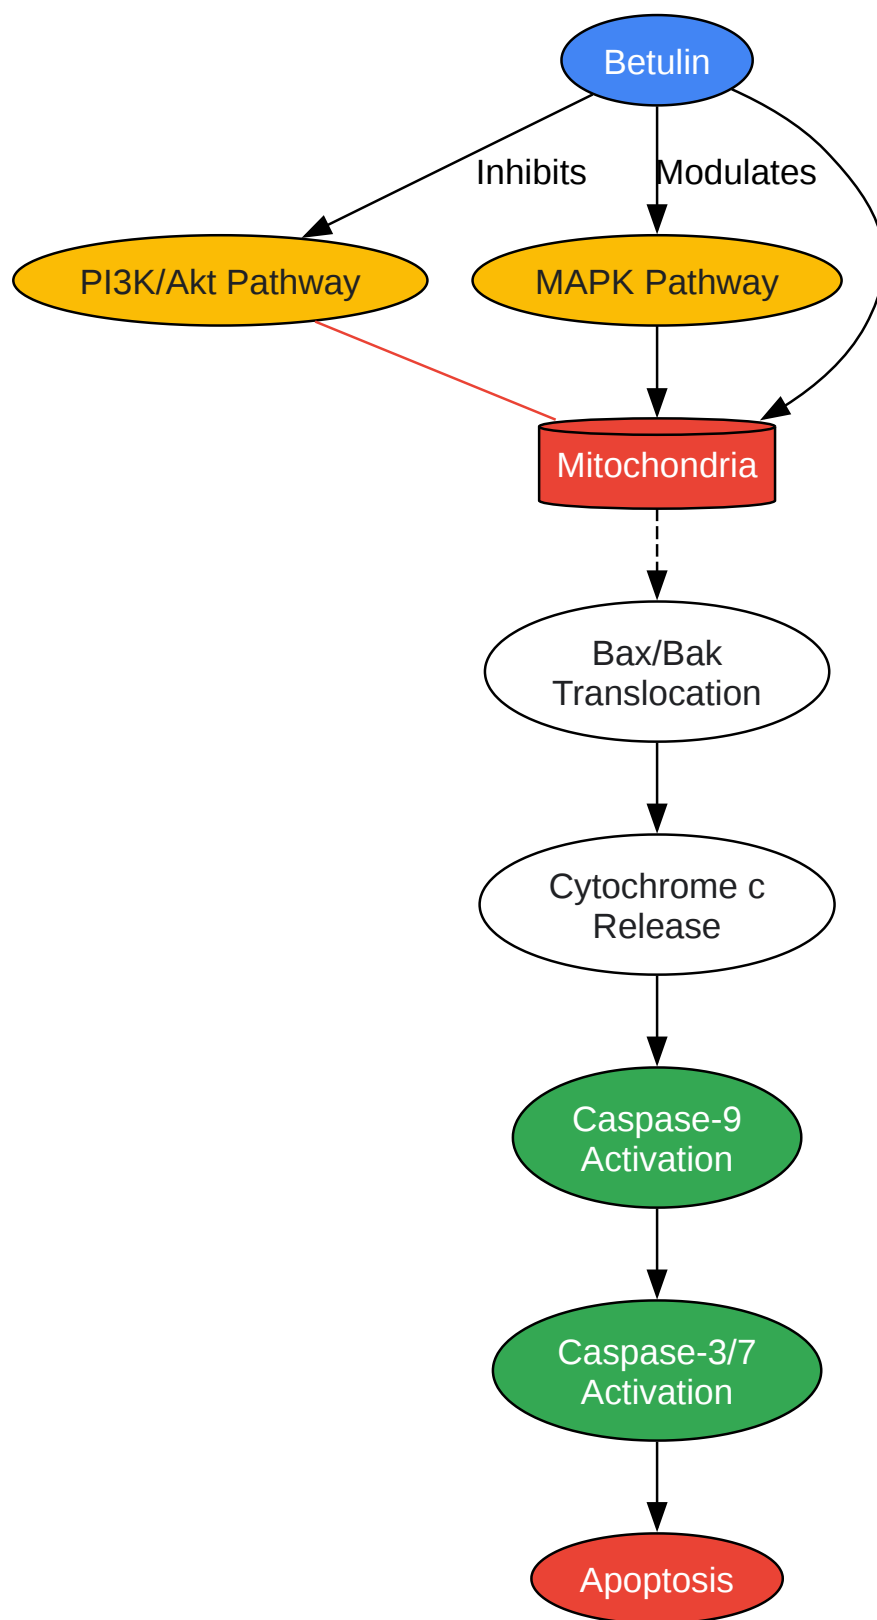 Betulin
Inhibits
Modulates
PI3K/Akt Pathway
MAPK Pathway
Mitochondria
Bax/Bak
Translocation
Cytochrome c
Release
Caspase-9
Activation
Caspase-3/7
Activation
Apoptosis